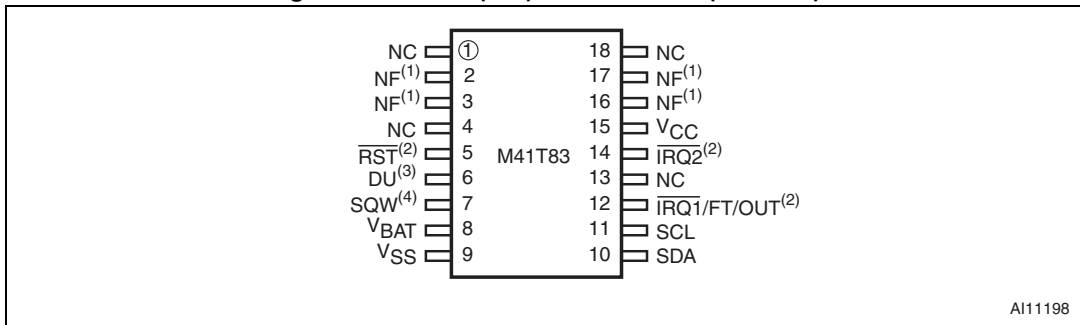 NC 1 18 NC
NF(1) 2 17 NF(1)
NF(1) 3 16 NF(1)
NC 4 15 VCC
RST(2) 5 M41T83 14 IRQ2(2)
DU(3) 6 13 NC
SQW(4) 7 12 IRQ1/FT/OUT(2)
VBAT 8 11 SCL
VSS 9 10 SDA
AI11198